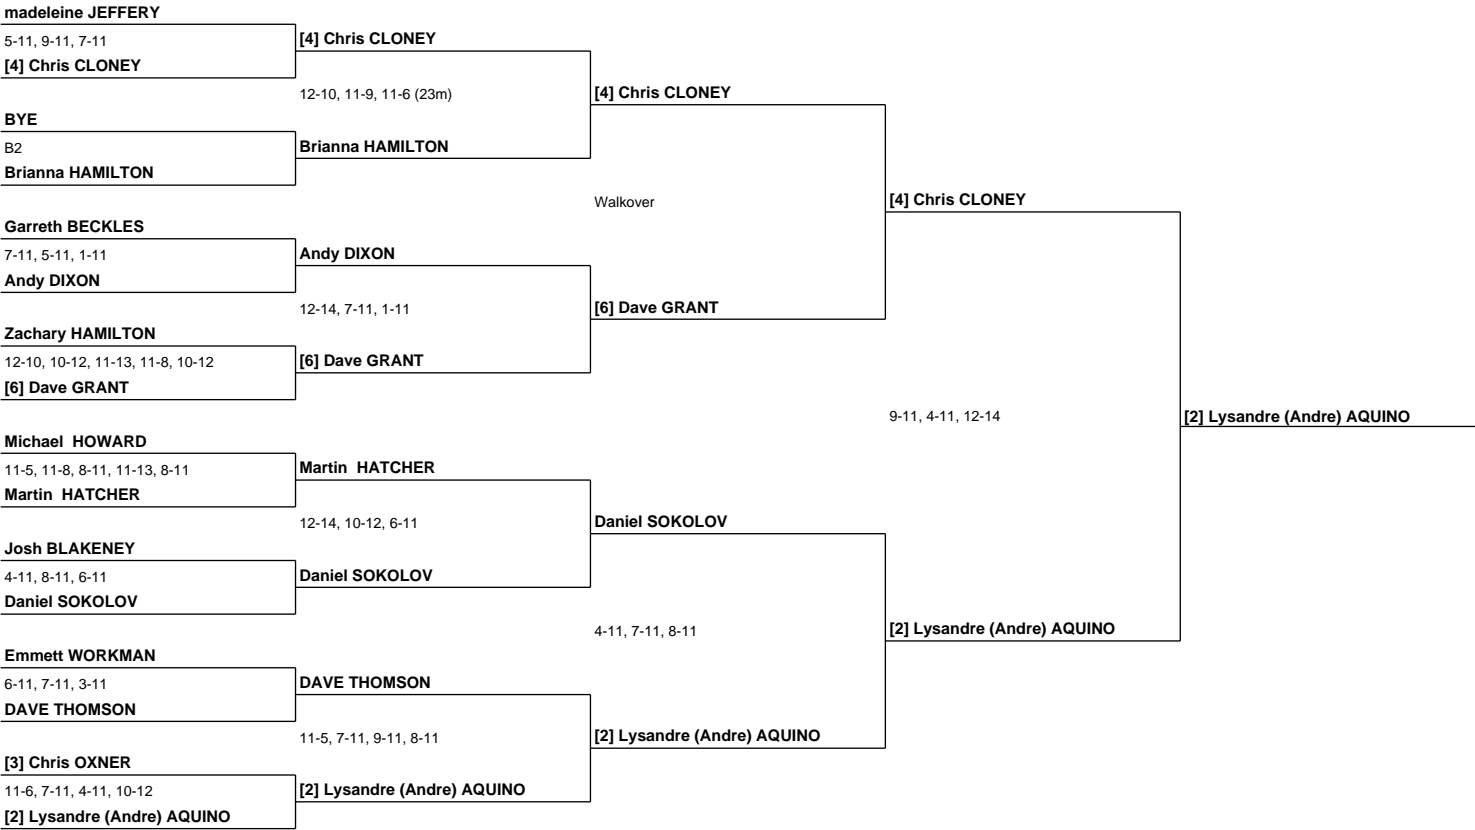 madeleine JEFFERY
5-11, 9-11, 7-11
[4] Chris CLONEY
BYE
B2
Brianna HAMILTON
Garreth BECKLES
7-11, 5-11, 1-11
Andy DIXON
Zachary HAMILTON
12-10, 10-12, 11-13, 11-8, 10-12
[6] Dave GRANT
Michael  HOWARD
11-5, 11-8, 8-11, 11-13, 8-11
Martin  HATCHER
Josh BLAKENEY
4-11, 8-11, 6-11
Daniel SOKOLOV
Emmett WORKMAN
6-11, 7-11, 3-11
DAVE THOMSON
[3] Chris OXNER
11-6, 7-11, 4-11, 10-12
[2] Lysandre (Andre) AQUINO
[4] Chris CLONEY
12-10, 11-9, 11-6 (23m)
Brianna HAMILTON
Andy DIXON
12-14, 7-11, 1-11
[6] Dave GRANT
Martin  HATCHER
12-14, 10-12, 6-11
Daniel SOKOLOV
DAVE THOMSON
11-5, 7-11, 9-11, 8-11
[2] Lysandre (Andre) AQUINO
[4] Chris CLONEY
Walkover
[6] Dave GRANT
Daniel SOKOLOV
4-11, 7-11, 8-11
[2] Lysandre (Andre) AQUINO
[4] Chris CLONEY
9-11, 4-11, 12-14
[2] Lysandre (Andre) AQUINO
[2] Lysandre (Andre) AQUINO